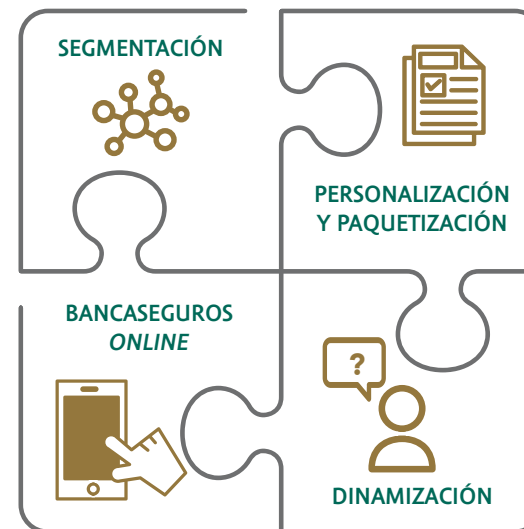 SEGMENTACIÓN
PERSONALIZACIÓN
Y PAQUETIZACIÓN
BANCASEGUROS
ONLINE
?
DINAMIZACIÓN